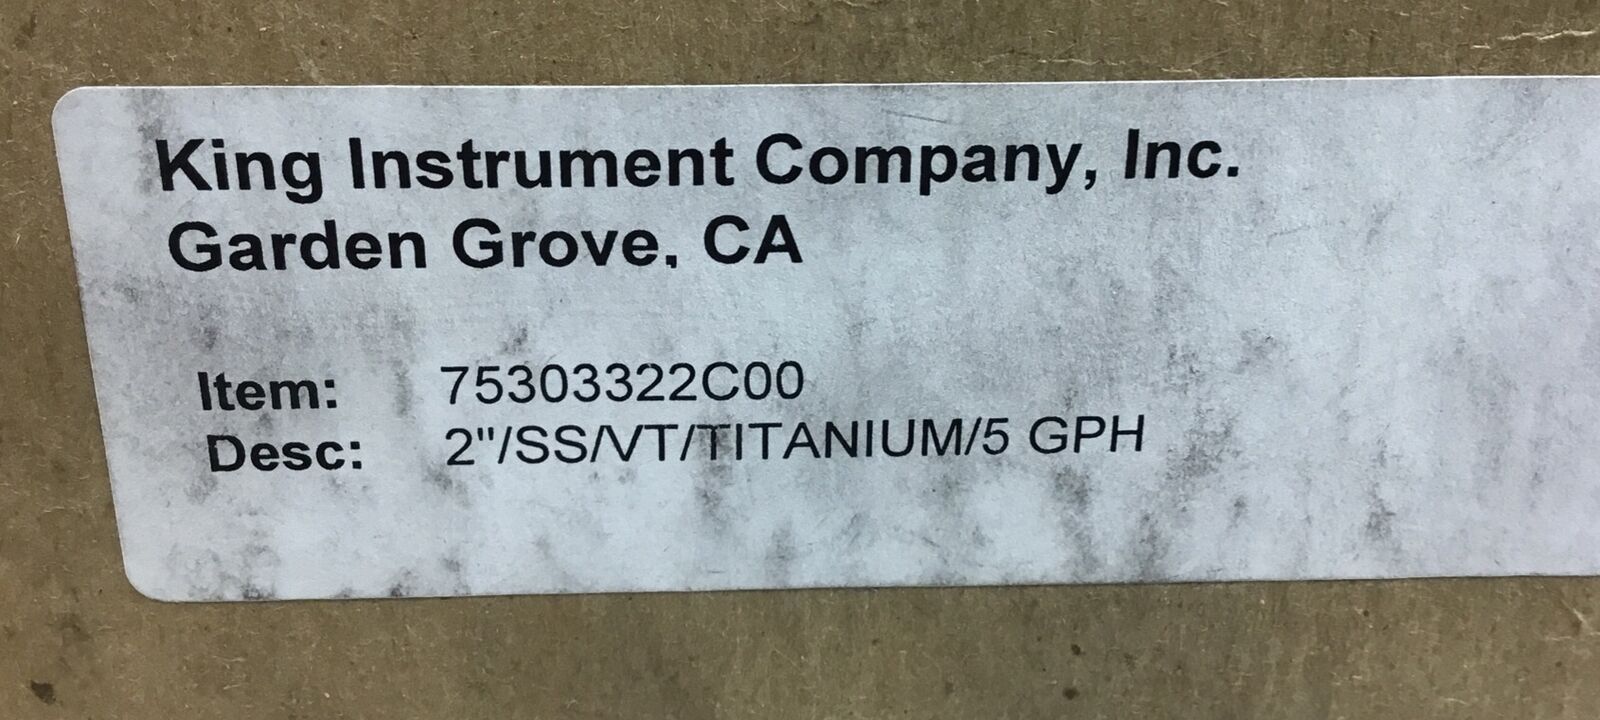 King Instrument Company, Inc.
Garden Grove, CA
Item: 75303322C00
Desc: 2"/SS/VT/TITANIUM/5 GPH